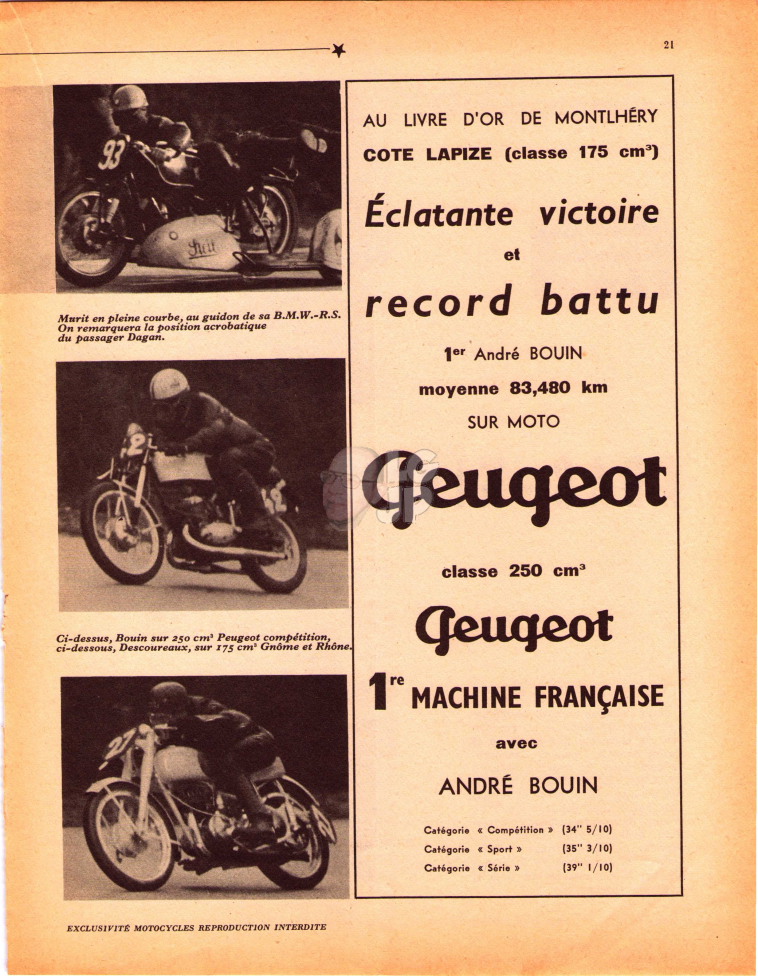 21
93
Murit en pleine courbe, au guidon de sa B.M.W.-R.S.
On remarquera la position acrobatique
du passager Dagan.
Ci-dessus, Bouin sur 250 cm³ Peugeot compétition,
ci-dessous, Descoureaux, sur 175 cm³ Gnôme et Rhône.
27
EXCLUSIVITÉ MOTOCYCLES REPRODUCTION INTERDITE
AU LIVRE D'OR DE MONTLHÉRY
COTE LAPIZE (classe 175 cm³)
Éclatante victoire
et
record battu
1er André BOUIN
moyenne 83,480 km
SUR MOTO
Peugeot
classe 250 cm³
Peugeot
1re MACHINE FRANÇAISE
avec
ANDRÉ BOUIN
Catégorie « Compétition » (34" 5/10)
Catégorie « Sport » (35" 3/10)
Catégorie « Série » (39" 1/10)